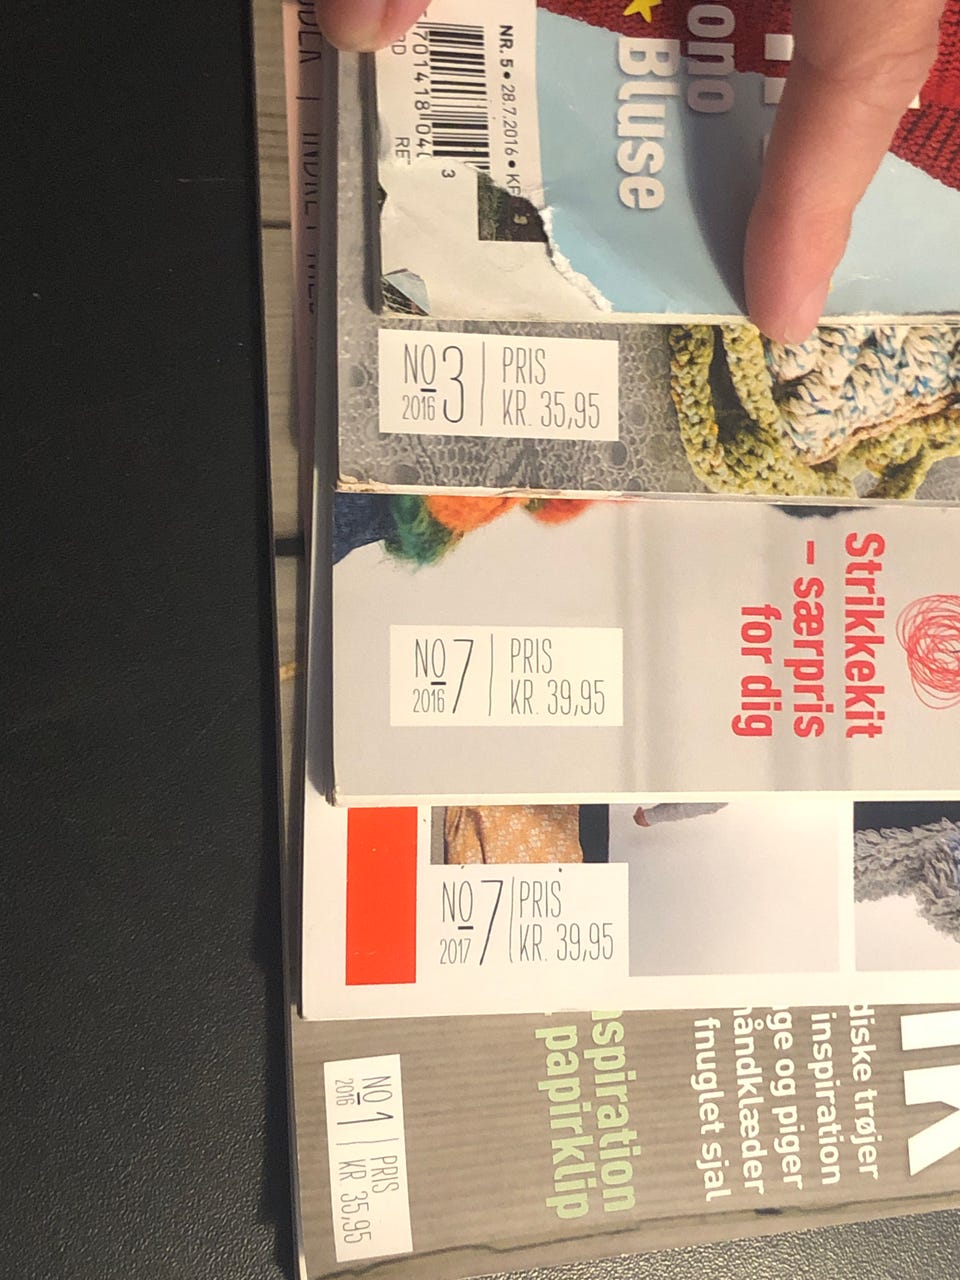 NR. 5 • 28.7.2016 •
3
ono
Bluse
NO 3
2016
PRIS
KR. 35,95
NO 7
2016
PRIS
KR. 39,95
Strikkekit
– særpris
for dig
NO 7
2017
PRIS
KR. 39,95
diske trøjer
inspiration
ge og piger
håndklæder
fnuglet sjal
spiration
papirklip
NO 1
2016
PRIS
KR. 35,95